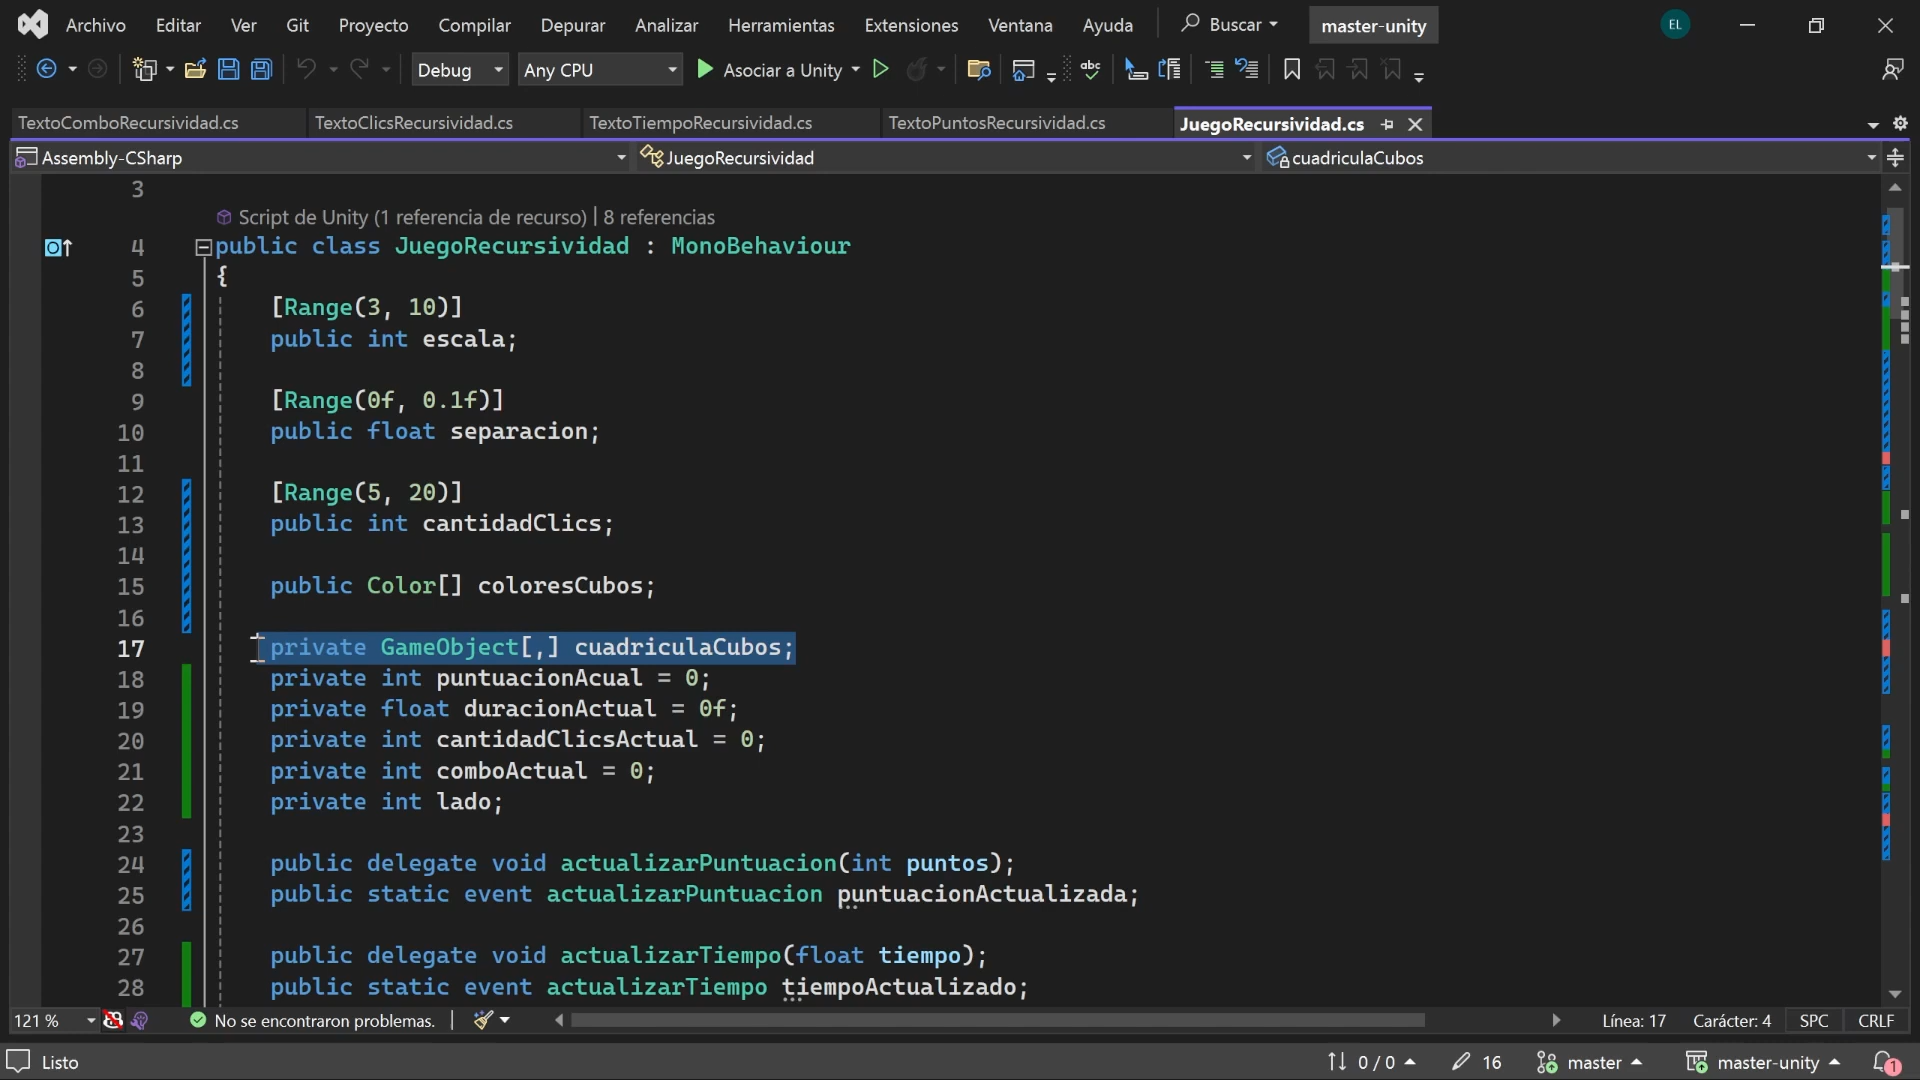 Archivo Editar Ver Git Proyecto Compilar Depurar Analizar Herramientas Extensiones Ventana Ayuda Buscar master-unity EL
Debug Any CPU Asociar a Unity abc
TextoComboRecursividad.cs TextoClicsRecursividad.cs TextoTiempoRecursividad.cs TextoPuntosRecursividad.cs JuegoRecursividad.cs
Assembly-CSharp JuegoRecursividad cuadriculaCubos
3
Script de Unity (1 referencia de recurso) | 8 referencias
4 public class JuegoRecursividad : MonoBehaviour
5 {
6 [Range(3, 10)]
7 public int escala;
8
9 [Range(0f, 0.1f)]
10 public float separacion;
11
12 [Range(5, 20)]
13 public int cantidadClics;
14
15 public Color[] coloresCubos;
16
17 private GameObject[,] cuadriculaCubos;
18 private int puntuacionAcual = 0;
19 private float duracionActual = 0f;
20 private int cantidadClicsActual = 0;
21 private int comboActual = 0;
22 private int lado;
23
24 public delegate void actualizarPuntuacion(int puntos);
25 public static event actualizarPuntuacion puntuacionActualizada;
26
27 public delegate void actualizarTiempo(float tiempo);
28 public static event actualizarTiempo tiempoActualizado;
121 % No se encontraron problemas. Línea: 17 Carácter: 4 SPC CRLF
Listo 0 / 0 16 master master-unity 1